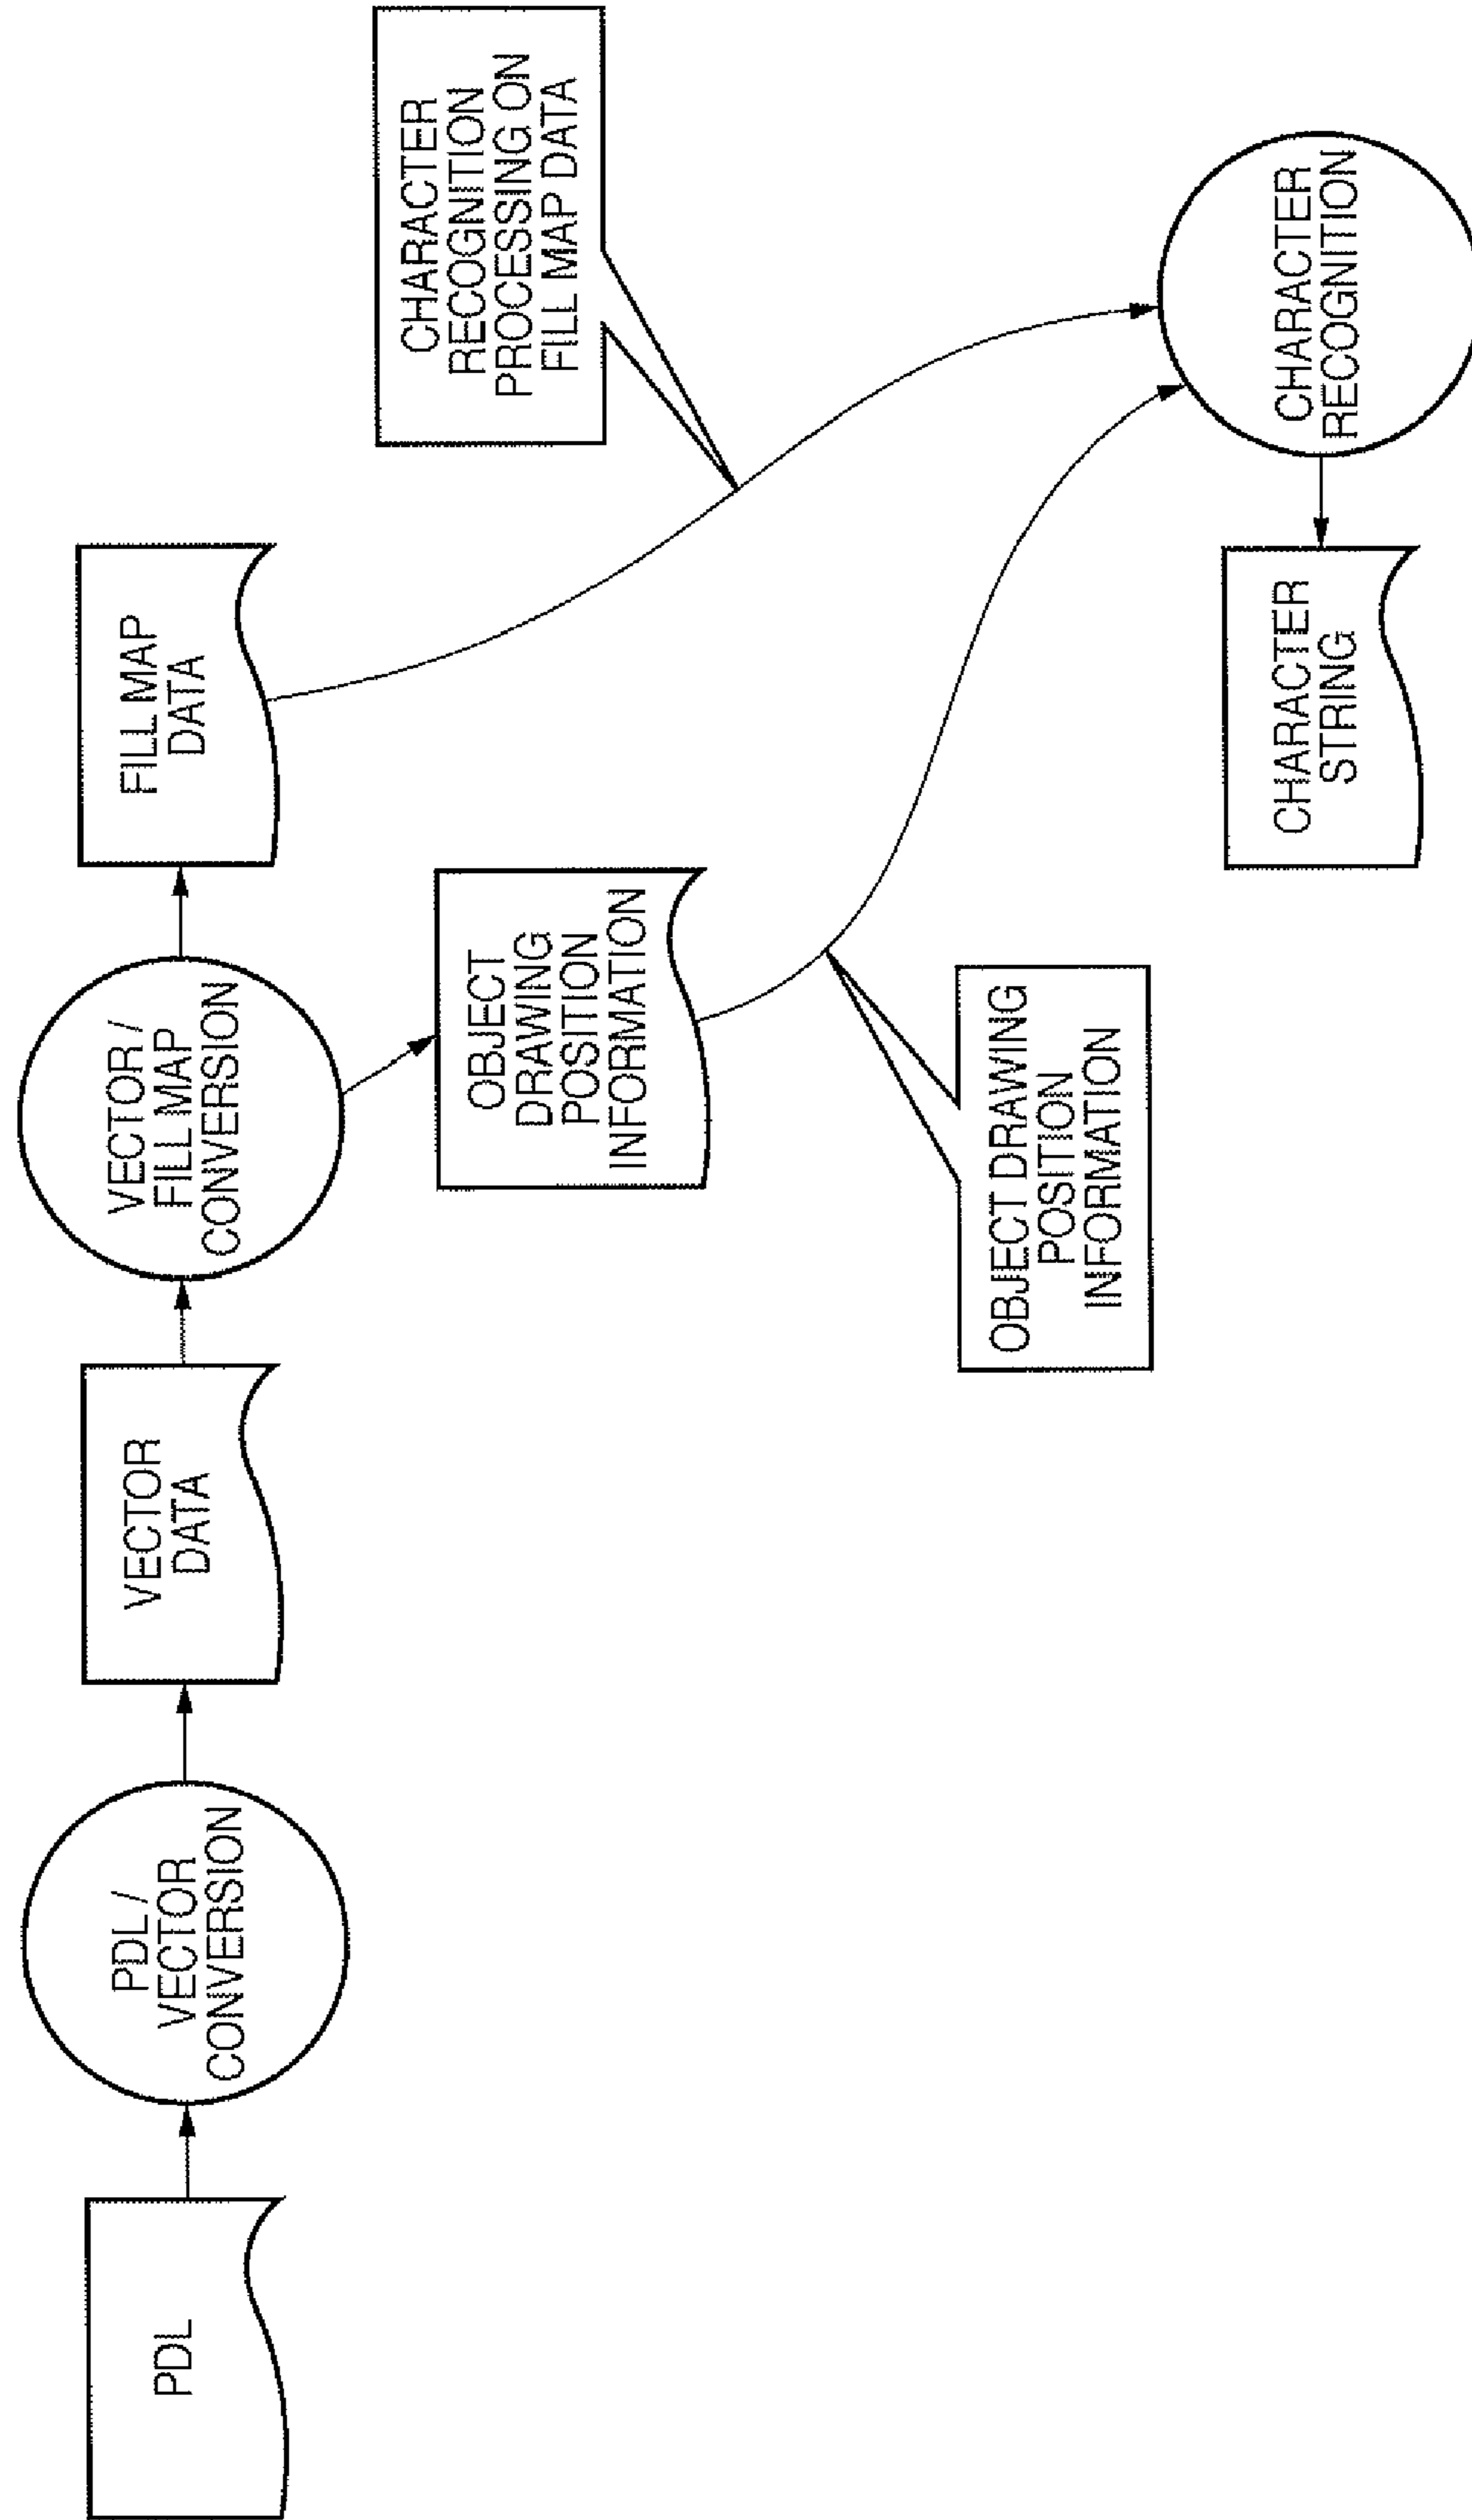 PDL
PDL /
VECTOR
CONVERSION
VECTOR
DATA
VECTOR /
FILL MAP
CONVERSION
FILL MAP
DATA
OBJECT
DRAWING
POSITION
INFORMATION
CHARACTER
RECOGNITION
PROCESSING ON
FILL MAP DATA
OBJECT DRAWING
POSITION
INFORMATION
CHARACTER
STRING
CHARACTER
RECOGNITION